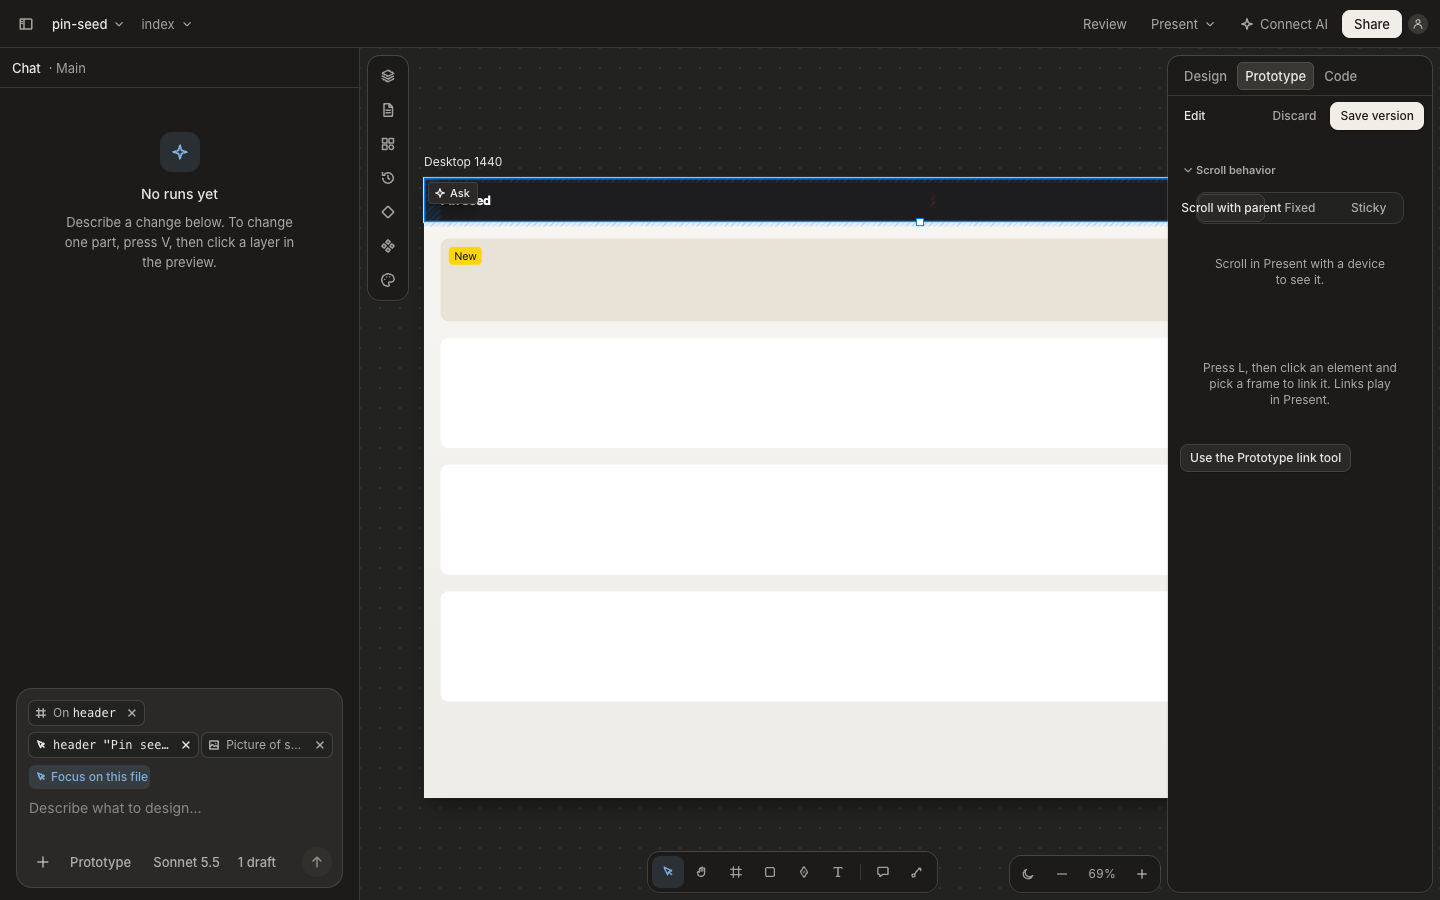 pin-seed
index
Review
Present
Connect AI
Share
Chat · Main
No runs yet
Describe a change below. To change
one part, press V, then click a layer in
the preview.
On header
header "Pin see…
Picture of s…
Focus on this file
Describe what to design...
Prototype
Sonnet 5.5
1 draft
Desktop 1440
Ask
New
69%
Design
Prototype
Code
Edit
Discard
Save version
Scroll behavior
Scroll with parent
Fixed
Sticky
Scroll in Present with a device
to see it.
Press L, then click an element and
pick a frame to link it. Links play
in Present.
Use the Prototype link tool